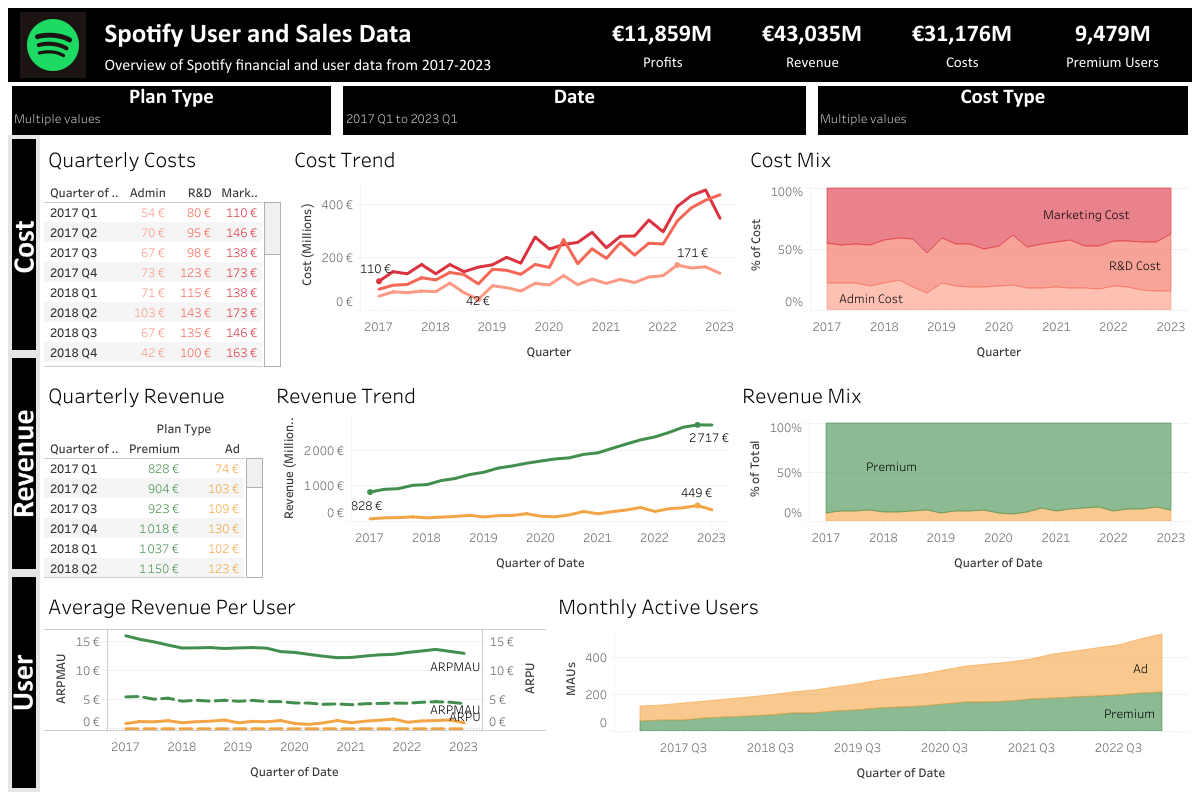 Spotify User and Sales Data
Overview of Spotify financial and user data from 2017-2023
€11,859M €43,035M €31,176M 9,479M
Profits Revenue Costs Premium Users
Plan Type Date Cost Type
Multiple values 2017 Q1 to 2023 Q1 Multiple values
Cost
Quarterly Costs
Quarter of .. Admin R&D Mark..
2017 Q1 54 € 80 € 110 €
2017 Q2 70 € 95 € 146 €
2017 Q3 67 € 98 € 138 €
2017 Q4 73 € 123 € 173 €
2018 Q1 71 € 115 € 138 €
2018 Q2 103 € 143 € 173 €
2018 Q3 67 € 135 € 146 €
2018 Q4 42 € 100 € 163 €
Cost Trend
Cost (Millions)
400 €
200 €
0 €
110 €
42 €
171 €
2017 2018 2019 2020 2021 2022 2023
Quarter
Cost Mix
% of Cost
100%
50%
0%
Marketing Cost
R&D Cost
Admin Cost
2017 2018 2019 2020 2021 2022 2023
Quarter
Revenue
Quarterly Revenue
Plan Type
Quarter of .. Premium Ad
2017 Q1 828 € 74 €
2017 Q2 904 € 103 €
2017 Q3 923 € 109 €
2017 Q4 1018 € 130 €
2018 Q1 1037 € 102 €
2018 Q2 1150 € 123 €
Revenue Trend
Revenue (Million..
2 000 €
1 000 €
0 €
828 €
2717 €
449 €
2017 2018 2019 2020 2021 2022 2023
Quarter of Date
Revenue Mix
% of Total
100%
50%
0%
Premium
2017 2018 2019 2020 2021 2022 2023
Quarter of Date
User
Average Revenue Per User
ARPMAU
15 €
10 €
5 €
0 €
ARPMAU
ARPMAU
ARPU
15 €
10 €
5 €
0 €
ARPU
2017 2018 2019 2020 2021 2022 2023
Quarter of Date
Monthly Active Users
MAUs
400
200
0
Ad
Premium
2017 Q3 2018 Q3 2019 Q3 2020 Q3 2021 Q3 2022 Q3
Quarter of Date